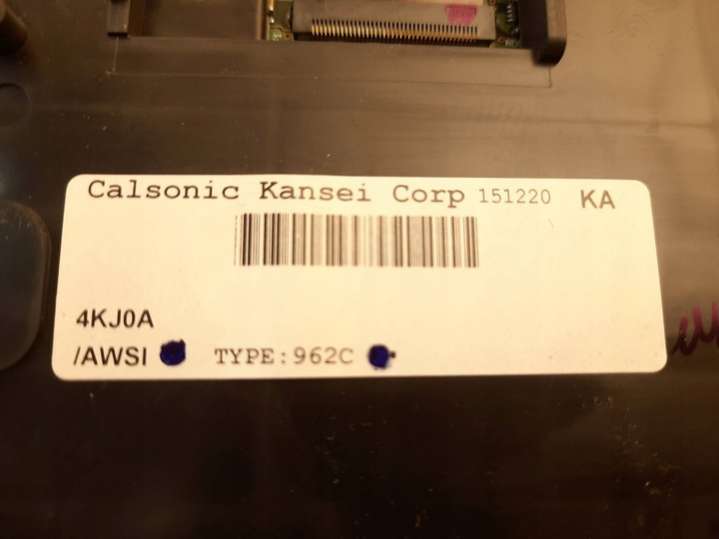 Calsonic Kansei Corp 151220 KA
4KJ0A
/AWSI TYPE:962C